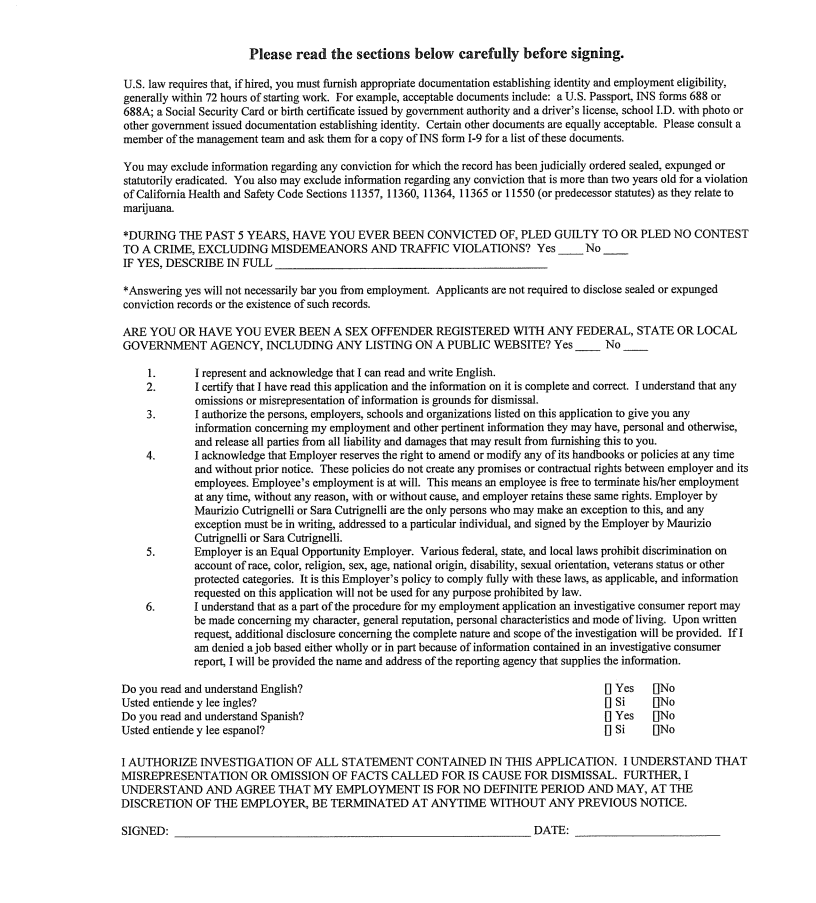 Please read the sections below carefully before signing.
U.S. law requires that, if hired, you must furnish appropriate documentation establishing identity and employment eligibility,
generally within 72 hours of starting work. For example, acceptable documents include: a U.S. Passport, INS forms 688 or
688A; a Social Security Card or birth certificate issued by government authority and a driver's license, school I.D. with photo or
other government issued documentation establishing identity. Certain other documents are equally acceptable. Please consult a
member of the management team and ask them for a copy of INS form I-9 for a list of these documents.
You may exclude information regarding any conviction for which the record has been judicially ordered sealed, expunged or
statutorily eradicated. You also may exclude information regarding any conviction that is more than two years old for a violation
of California Health and Safety Code Sections 11357, 11360, 11364, 11365 or 11550 (or predecessor statutes) as they relate to
marijuana.
*DURING THE PAST 5 YEARS, HAVE YOU EVER BEEN CONVICTED OF, PLED GUILTY TO OR PLED NO CONTEST
TO A CRIME, EXCLUDING MISDEMEANORS AND TRAFFIC VIOLATIONS? Yes ____ No ____
IF YES, DESCRIBE IN FULL ____________________
*Answering yes will not necessarily bar you from employment. Applicants are not required to disclose sealed or expunged
conviction records or the existence of such records.
ARE YOU OR HAVE YOU EVER BEEN A SEX OFFENDER REGISTERED WITH ANY FEDERAL, STATE OR LOCAL
GOVERNMENT AGENCY, INCLUDING ANY LISTING ON A PUBLIC WEBSITE? Yes ____ No ____
1. I represent and acknowledge that I can read and write English.
2. I certify that I have read this application and the information on it is complete and correct. I understand that any
omissions or misrepresentation of information is grounds for dismissal.
3. I authorize the persons, employers, schools and organizations listed on this application to give you any
information concerning my employment and other pertinent information they may have, personal and otherwise,
and release all parties from all liability and damages that may result from furnishing this to you.
4. I acknowledge that Employer reserves the right to amend or modify any of its handbooks or policies at any time
and without prior notice. These policies do not create any promises or contractual rights between employer and its
employees. Employee's employment is at will. This means an employee is free to terminate his/her employment
at any time, without any reason, with or without cause, and employer retains these same rights. Employer by
Maurizio Cutrignelli or Sara Cutrignelli are the only persons who may make an exception to this, and any
exception must be in writing, addressed to a particular individual, and signed by the Employer by Maurizio
Cutrignelli or Sara Cutrignelli.
5. Employer is an Equal Opportunity Employer. Various federal, state, and local laws prohibit discrimination on
account of race, color, religion, sex, age, national origin, disability, sexual orientation, veterans status or other
protected categories. It is this Employer's policy to comply fully with these laws, as applicable, and information
requested on this application will not be used for any purpose prohibited by law.
6. I understand that as a part of the procedure for my employment application an investigative consumer report may
be made concerning my character, general reputation, personal characteristics and mode of living. Upon written
request, additional disclosure concerning the complete nature and scope of the investigation will be provided. If I
am denied a job based either wholly or in part because of information contained in an investigative consumer
report, I will be provided the name and address of the reporting agency that supplies the information.
Do you read and understand English? [] Yes []No
Usted entiende y lee ingles? [] Si []No
Do you read and understand Spanish? [] Yes []No
Usted entiende y lee espanol? [] Si []No
I AUTHORIZE INVESTIGATION OF ALL STATEMENT CONTAINED IN THIS APPLICATION. I UNDERSTAND THAT
MISREPRESENTATION OR OMISSION OF FACTS CALLED FOR IS CAUSE FOR DISMISSAL. FURTHER, I
UNDERSTAND AND AGREE THAT MY EMPLOYMENT IS FOR NO DEFINITE PERIOD AND MAY, AT THE
DISCRETION OF THE EMPLOYER, BE TERMINATED AT ANYTIME WITHOUT ANY PREVIOUS NOTICE.
SIGNED: ____________________ DATE: ____________________